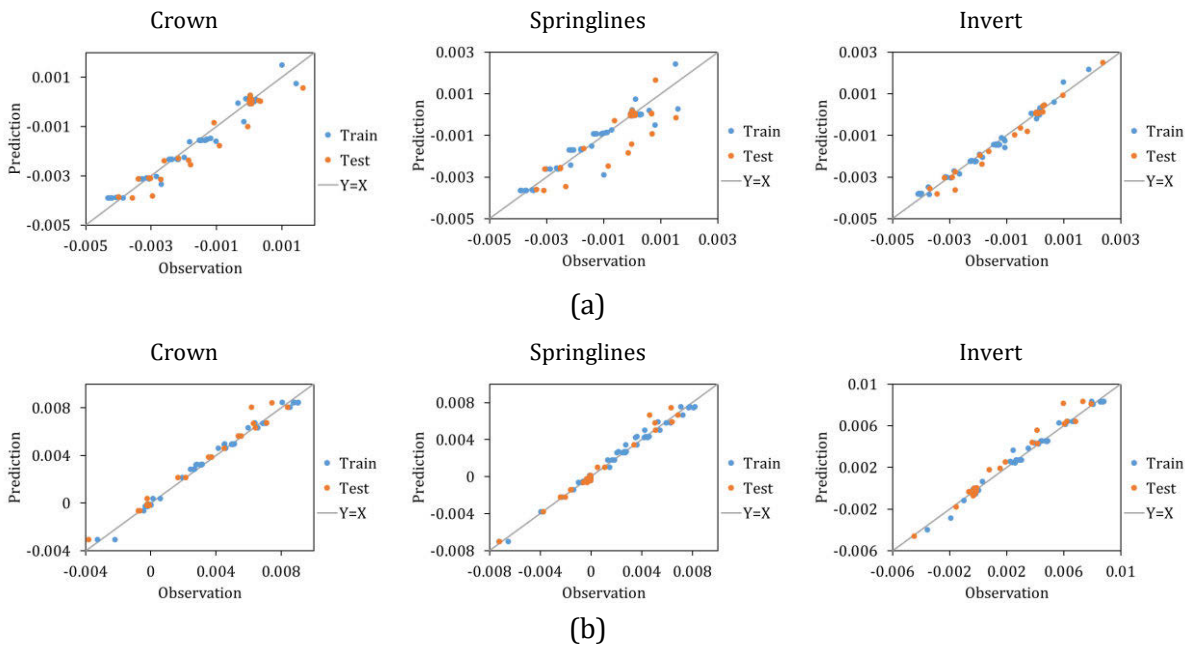 Crown
Springlines
Invert
0.001
-0.001
-0.003
-0.005
-0.005
-0.003
-0.001
0.001
Prediction
Observation
Train
Test
Y=X
0.003
0.001
-0.001
-0.003
-0.005
-0.005
-0.003
-0.001
0.001
0.003
Prediction
Observation
Train
Test
Y=X
0.003
0.001
-0.001
-0.003
-0.005
-0.005
-0.003
-0.001
0.001
0.003
Prediction
Observation
Train
Test
Y=X
(a)
Crown
Springlines
Invert
0.008
0.004
0
-0.004
-0.004
0
0.004
0.008
Prediction
Observation
Train
Test
Y=X
0.008
0.004
0
-0.004
-0.008
-0.008
-0.004
0
0.004
0.008
Prediction
Observation
Train
Test
Y=X
0.01
0.006
0.002
-0.002
-0.006
-0.006
-0.002
0.002
0.006
0.01
Prediction
Observation
Train
Test
Y=X
(b)